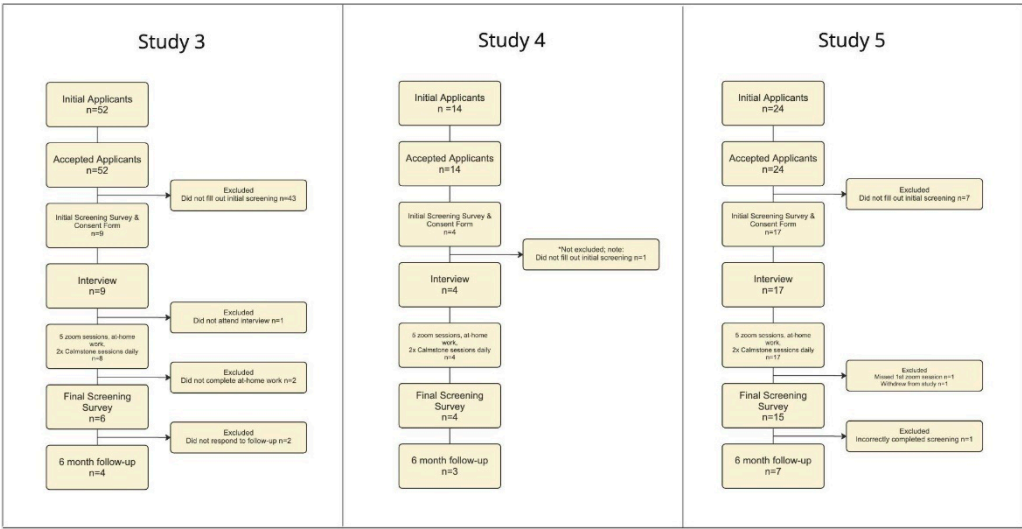 Study 3
Initial Applicants
n=52
Accepted Applicants
n=52
Excluded
Did not fill out initial screening n=43
Initial Screening Survey &
Consent Form
n=9
Interview
n=9
Excluded
Did not attend interview n=1
5 zoom sessions, at-home
work,
2x Calmstone sessions daily
n=8
Excluded
Did not complete at-home work n=2
Final Screening
Survey
n=6
Excluded
Did not respond to follow-up n=2
6 month follow-up
n=4
Study 4
Initial Applicants
n =14
Accepted Applicants
n=14
Initial Screening Survey &
Consent Form
n=4
*Not excluded; note:
Did not fill out initial screening n=1
Interview
n=4
5 zoom sessions, at-home
work,
2x Calmstone sessions daily
n=4
Final Screening
Survey
n=4
6 month follow-up
n=3
Study 5
Initial Applicants
n=24
Accepted Applicants
n=24
Excluded
Did not fill out initial screening n=7
Initial Screening Survey &
Consent Form
n=17
Interview
n=17
5 zoom sessions, at-home
work,
2x Calmstone sessions daily
n=17
Excluded
Missed 1st zoom session n=1
Withdrew from study n=1
Final Screening
Survey
n=15
Excluded
Incorrectly completed screening n=1
6 month follow-up
n=7